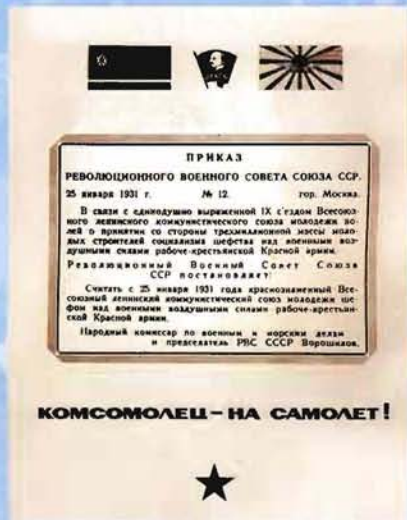 ПРИКАЗ
РЕВОЛЮЦИОННОГО ВОЕННОГО СОВЕТА СОЮЗА ССР.
25 января 1931 г. № 12. гор. Москва.
В связи с единодушно выраженной IX с'ездом Всесоюз-
ного ленинского коммунистического союза молодежи во-
лей о принятии со стороны трехмиллионной массы моло-
дых строителей социализма шефства над военными воз-
душными силами рабоче-крестьянской Красной армии,
Революционный Военный Совет Союза
ССР постановляет:
Считать с 25 января 1931 года краснознаменный Все-
союзный ленинский коммунистический союз молодежи ше-
фом над военными воздушными силами рабоче-крестьян-
ской Красной армии.
Народный комиссар по военным и морским делам
и председатель РВС СССР Ворошилов.
КОМСОМОЛЕЦ – НА САМОЛЕТ!